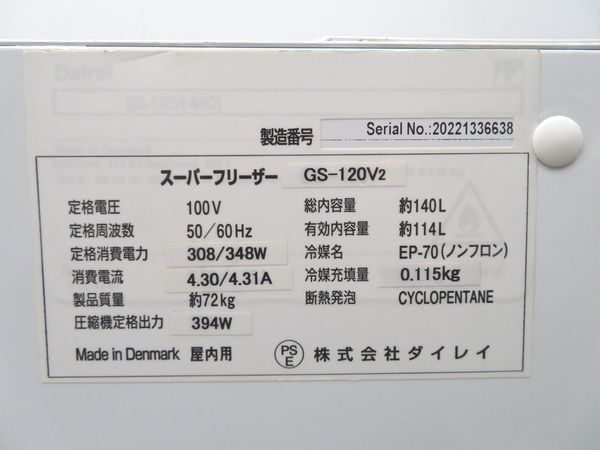 Dairei
製造番号 Serial No.:20221336638
スーパーフリーザー GS-120V2
定格電圧 100V 総内容量 約140L
定格周波数 50/60Hz 有効内容量 約114L
定格消費電力 308/348W 冷媒名 EP-70(ノンフロン)
消費電流 4.30/4.31A 冷媒充填量 0.115kg
製品質量 約72kg 断熱発泡 CYCLOPENTANE
圧縮機定格出力 394W
Made in Denmark 屋内用 PSE 株式会社ダイレイ